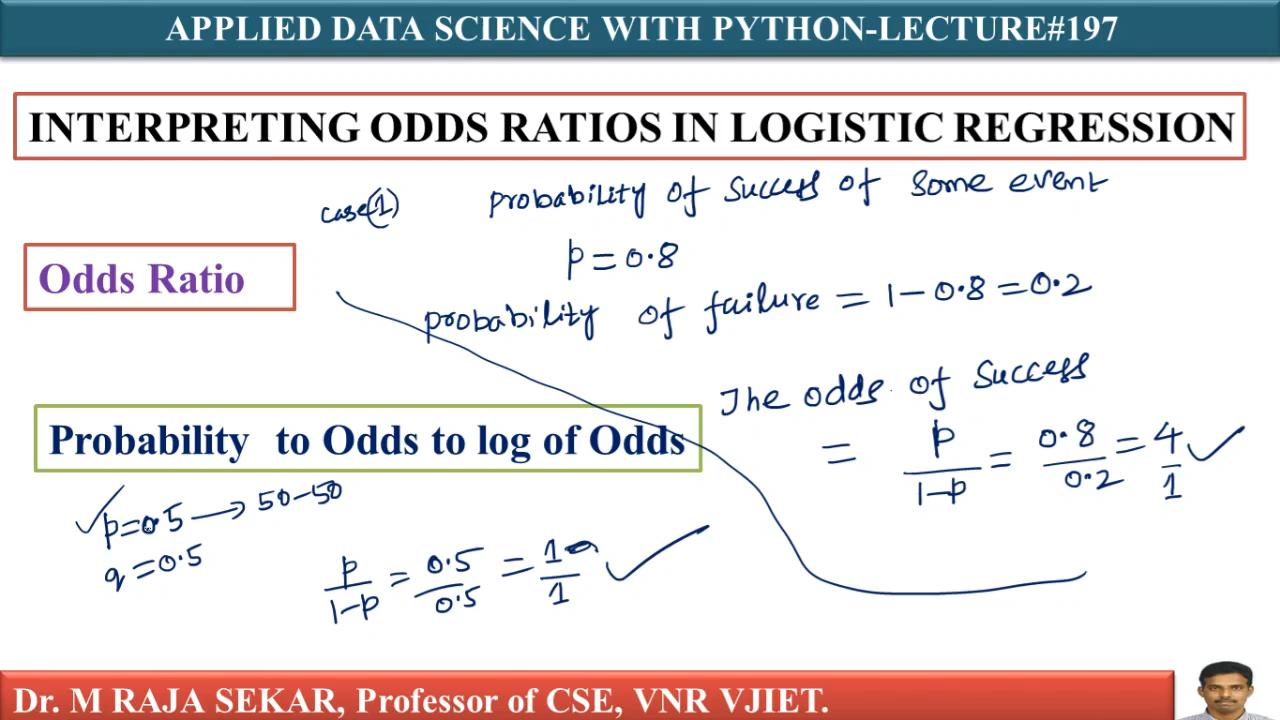 APPLIED DATA SCIENCE WITH PYTHON-LECTURE#197
INTERPRETING ODDS RATIOS IN LOGISTIC REGRESSION
case(1)
probability of success of some event
p=0.8
Odds Ratio
probability of failure = 1-0.8=0.2
The odds of success
= p/1-p = 0.8/0.2 = 4/1
Probability to Odds to log of Odds
p=0.5 → 50-50
q=0.5
p/1-p = 0.5/0.5 = 1/1
Dr. M RAJA SEKAR, Professor of CSE, VNR VJIET.